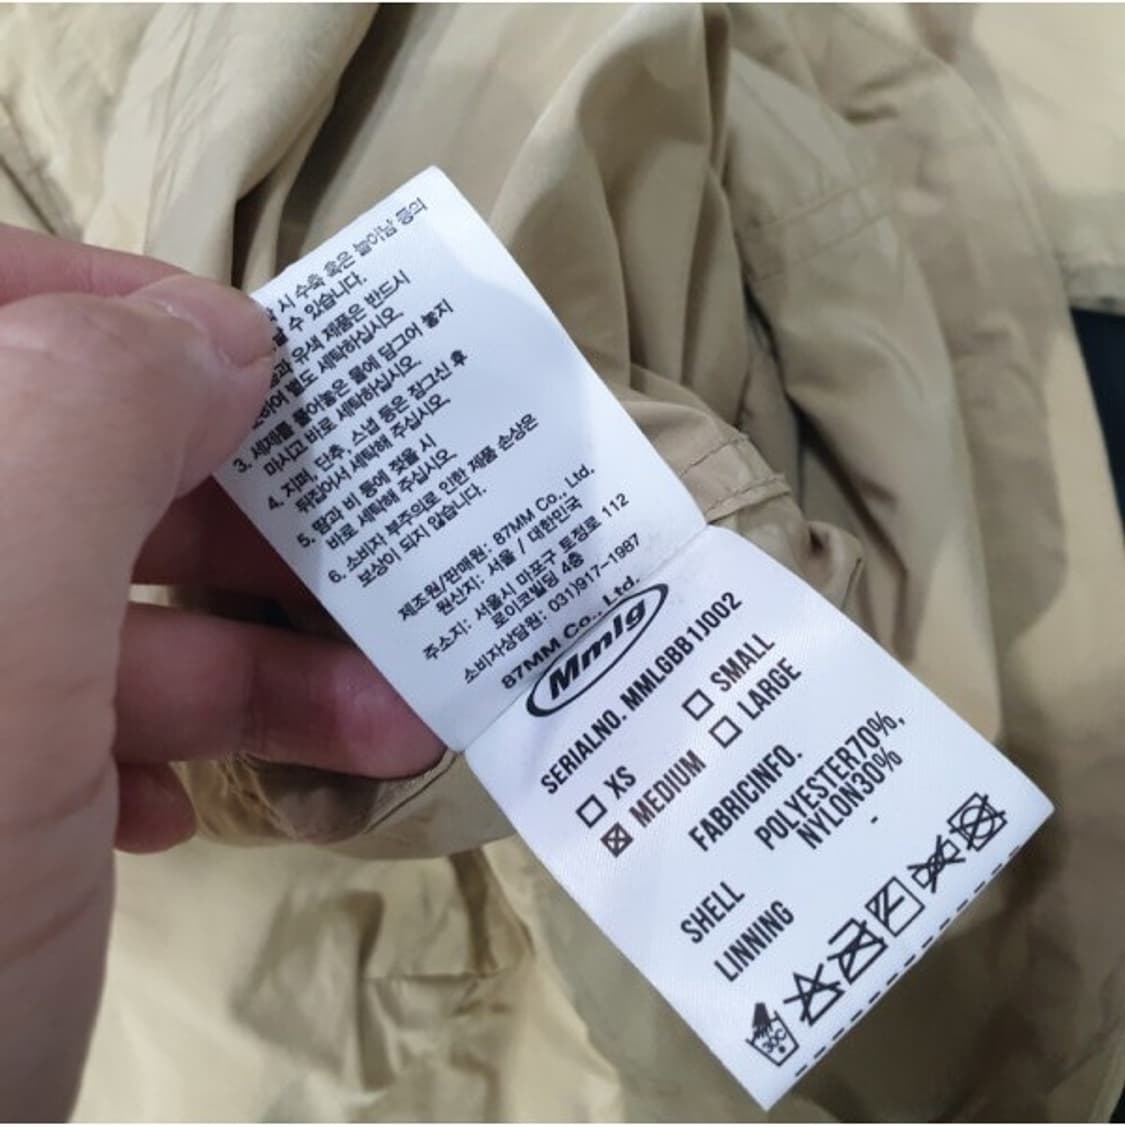 시 수축 혹은 늘어남 등의
수 있습니다.
유색 제품은 반드시
별도 세탁하십시오.
3. 세제를 풀어놓은 물에 담그어 놓지
마시고 바로 세탁하십시오.
4. 지퍼, 단추, 스냅 등은 잠그신 후
뒤집어서 세탁해 주십시오
5. 땀과 비 등에 젖을 시
바로 세탁해 주십시오
6. 소비자 부주의로 인한 제품 손상은
보상이 되지 않습니다.
제조원/판매원: 87MM Co., Ltd.
원산지: 서울 / 대한민국
주소지: 서울시 마포구 토정로 112
로이코빌딩 4층
소비자상담원: 031)917-1987
87MM Co., Ltd.
Mmlg
SERIALNO. MMLGBB1J002
XS SMALL
MEDIUM LARGE
FABRICINFO.
SHELL POLYESTER70%,
NYLON30%
LINNING -
30C